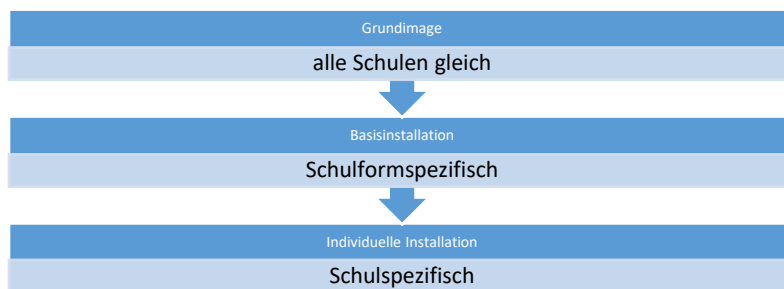 Grundimage
alle Schulen gleich
Basisinstallation
Schulformspezifisch
Individuelle Installation
Schulspezifisch